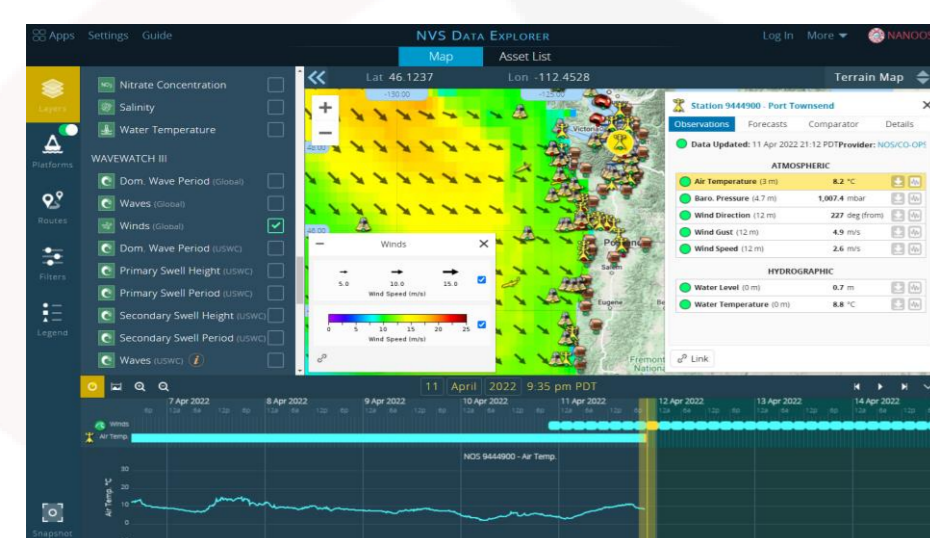 Apps Settings Guide NVS DATA EXPLORER Log In More NANOOS
Map Asset List
Layers
Platforms
Routes
Filters
Legend
Snapshot
Nitrate Concentration
Salinity
Water Temperature
WAVEWATCH III
Dom. Wave Period (Global)
Waves (Global)
Winds (Global)
Dom. Wave Period (USWC)
Primary Swell Height (USWC)
Primary Swell Period (USWC)
Secondary Swell Height (USWC)
Secondary Swell Period (USWC)
Waves (USWC) i
Lat 46.1237 Lon -112.4528 Terrain Map
-130.00 -125.00
48.00
46.00
Victoria
Salem
Eugene
Fremont
National
Winds
5.0 10.0 15.0
Wind Speed (m/s)
0 5 10 15 20 25
Wind Speed (m/s)
Station 9444900 - Port Townsend
Observations Forecasts Comparator Details
Data Updated: 11 Apr 2022 21:12 PDT Provider: NOS/CO-OPS
ATMOSPHERIC
Air Temperature (3 m) 8.2 °C
Baro. Pressure (4.7 m) 1,007.4 mbar
Wind Direction (12 m) 227 deg (from)
Wind Gust (12 m) 4.9 m/s
Wind Speed (12 m) 2.6 m/s
HYDROGRAPHIC
Water Level (0 m) 0.7 m
Water Temperature (0 m) 8.8 °C
Link
11 April 2022 9:35 pm PDT
7 Apr 2022 8 Apr 2022 9 Apr 2022 10 Apr 2022 11 Apr 2022 12 Apr 2022 13 Apr 2022 14 Apr 2022
Winds
Air Temp.
NOS 9444900 - Air Temp.
Air Temp. °C
30
20
10
0